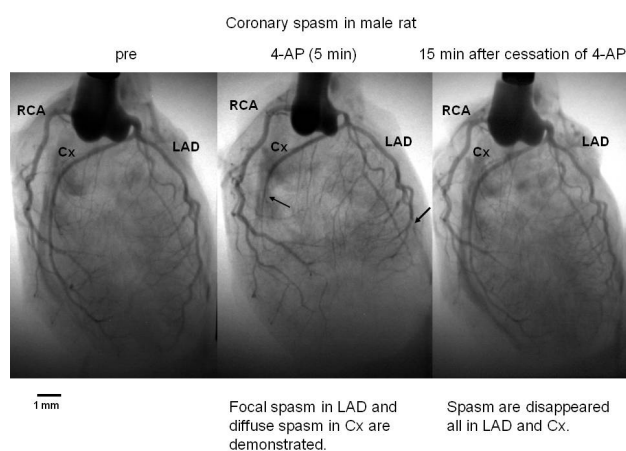 Coronary spasm in male rat
pre
4-AP (5 min)
15 min after cessation of 4-AP
RCA
Cx
LAD
RCA
Cx
LAD
RCA
Cx
LAD
1 mm
Focal spasm in LAD and
diffuse spasm in Cx are
demonstrated.
Spasm are disappeared
all in LAD and Cx.